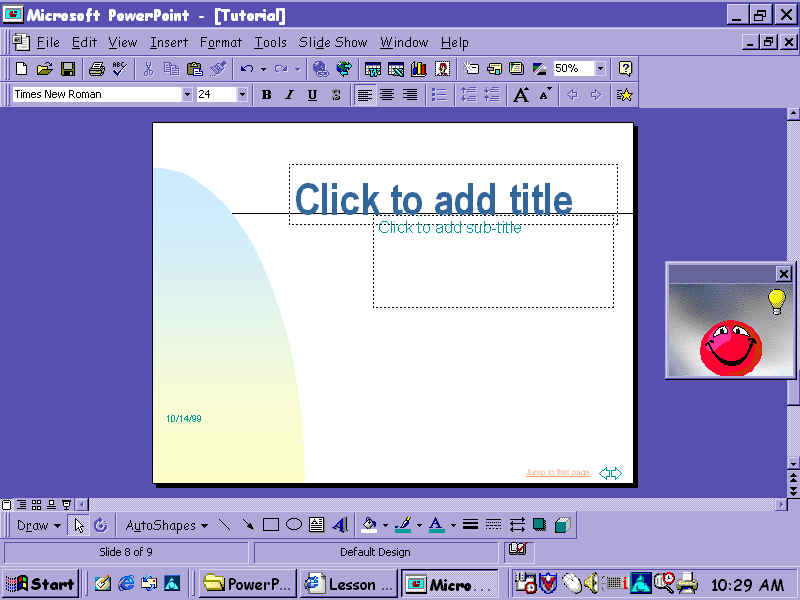 Microsoft PowerPoint - [Tutorial]
File Edit View Insert Format Tools Slide Show Window Help
ABC 50% ?
Times New Roman 24 B I U S A A
Click to add title
Click to add sub-title
10/14/99
Jump to first page
Draw AutoShapes A A
Slide 8 of 9 Default Design
Start PowerP... Lesson ... Micro... 10:29 AM